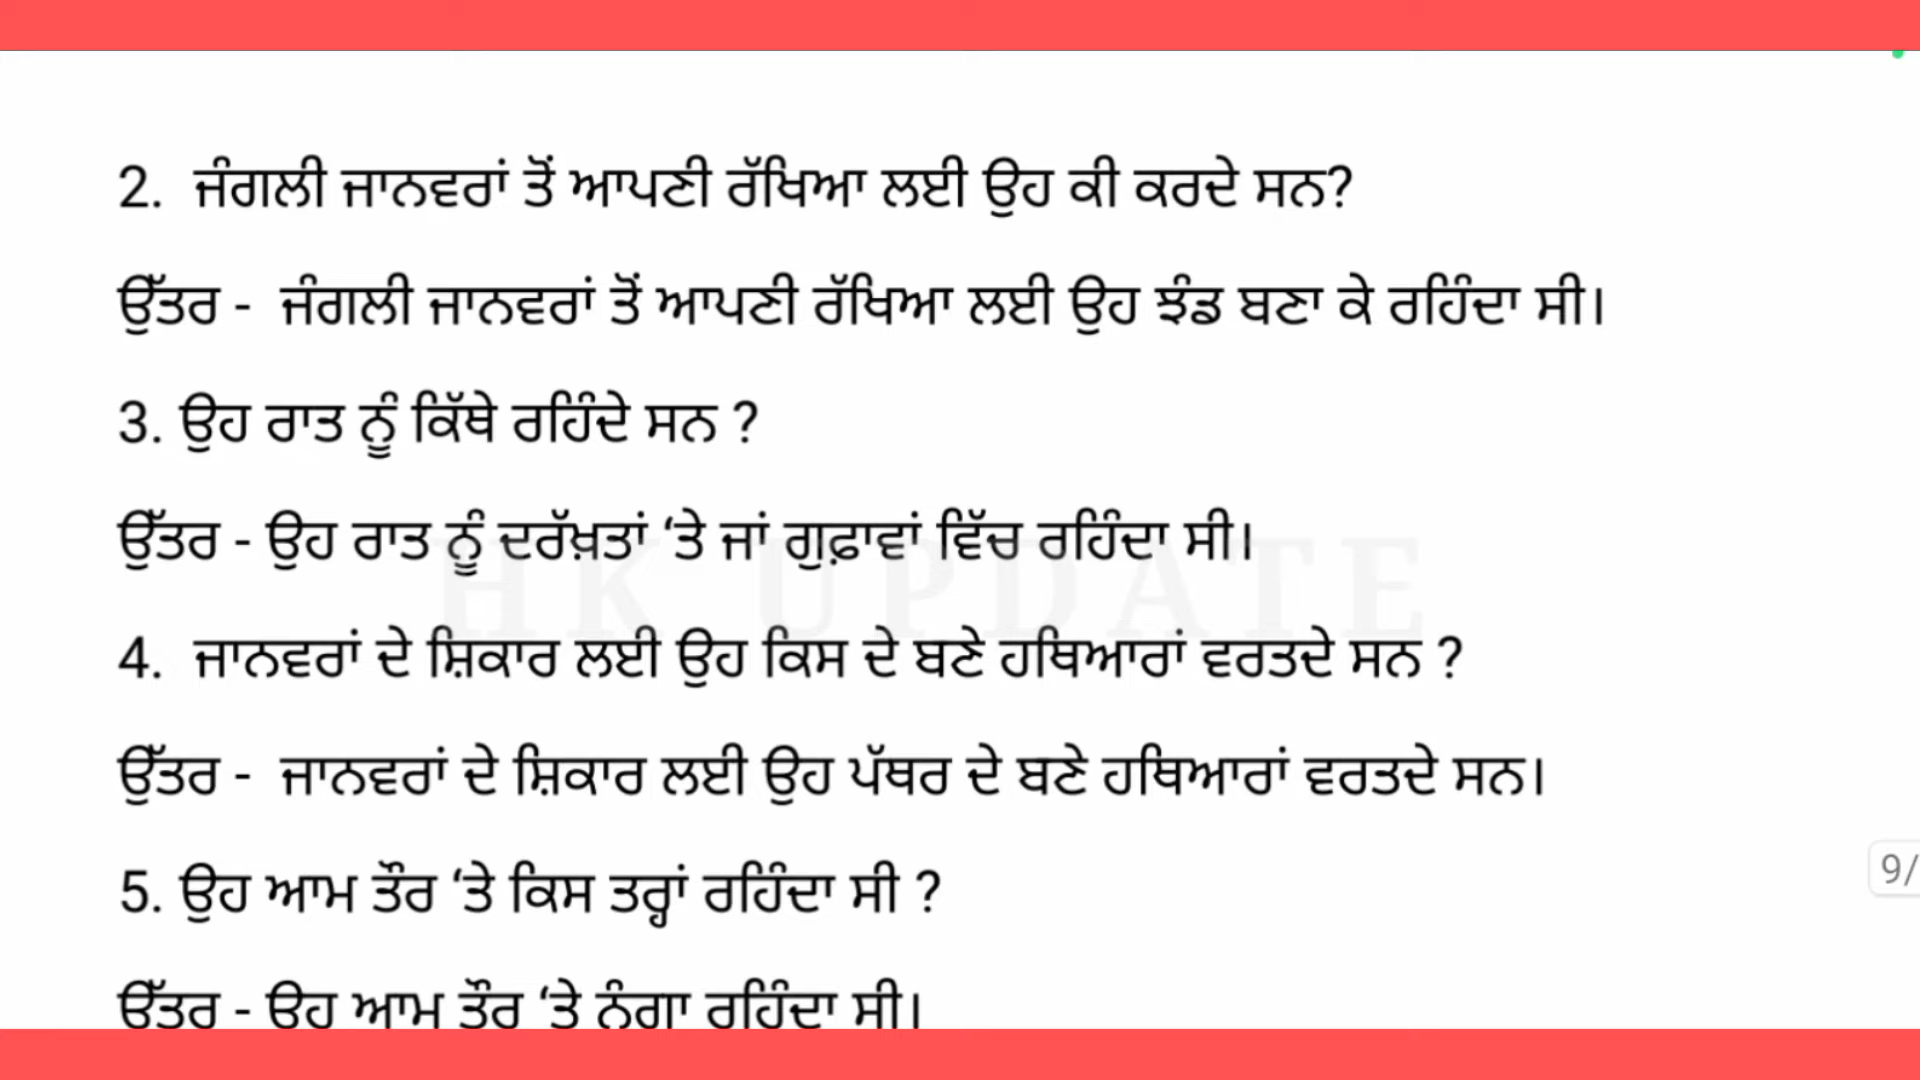 2. ਜੰਗਲੀ ਜਾਨਵਰਾਂ ਤੋਂ ਆਪਣੀ ਰੱਖਿਆ ਲਈ ਉਹ ਕੀ ਕਰਦੇ ਸਨ?
ਉੱਤਰ - ਜੰਗਲੀ ਜਾਨਵਰਾਂ ਤੋਂ ਆਪਣੀ ਰੱਖਿਆ ਲਈ ਉਹ ਝੰਡ ਬਣਾ ਕੇ ਰਹਿੰਦਾ ਸੀ।
3. ਉਹ ਰਾਤ ਨੂੰ ਕਿੱਥੇ ਰਹਿੰਦੇ ਸਨ ?
ਉੱਤਰ - ਉਹ ਰਾਤ ਨੂੰ ਦਰੱਖ਼ਤਾਂ ‘ਤੇ ਜਾਂ ਗੁਫ਼ਾਵਾਂ ਵਿੱਚ ਰਹਿੰਦਾ ਸੀ।
HK UPDATE
4. ਜਾਨਵਰਾਂ ਦੇ ਸ਼ਿਕਾਰ ਲਈ ਉਹ ਕਿਸ ਦੇ ਬਣੇ ਹਥਿਆਰਾਂ ਵਰਤਦੇ ਸਨ ?
ਉੱਤਰ - ਜਾਨਵਰਾਂ ਦੇ ਸ਼ਿਕਾਰ ਲਈ ਉਹ ਪੱਥਰ ਦੇ ਬਣੇ ਹਥਿਆਰਾਂ ਵਰਤਦੇ ਸਨ।
9/
5. ਉਹ ਆਮ ਤੌਰ ‘ਤੇ ਕਿਸ ਤਰ੍ਹਾਂ ਰਹਿੰਦਾ ਸੀ ?
ਉੱਤਰ - ਉਹ ਆਮ ਤੌਰ ‘ਤੇ ਨੰਗਾ ਰਹਿੰਦਾ ਸੀ।